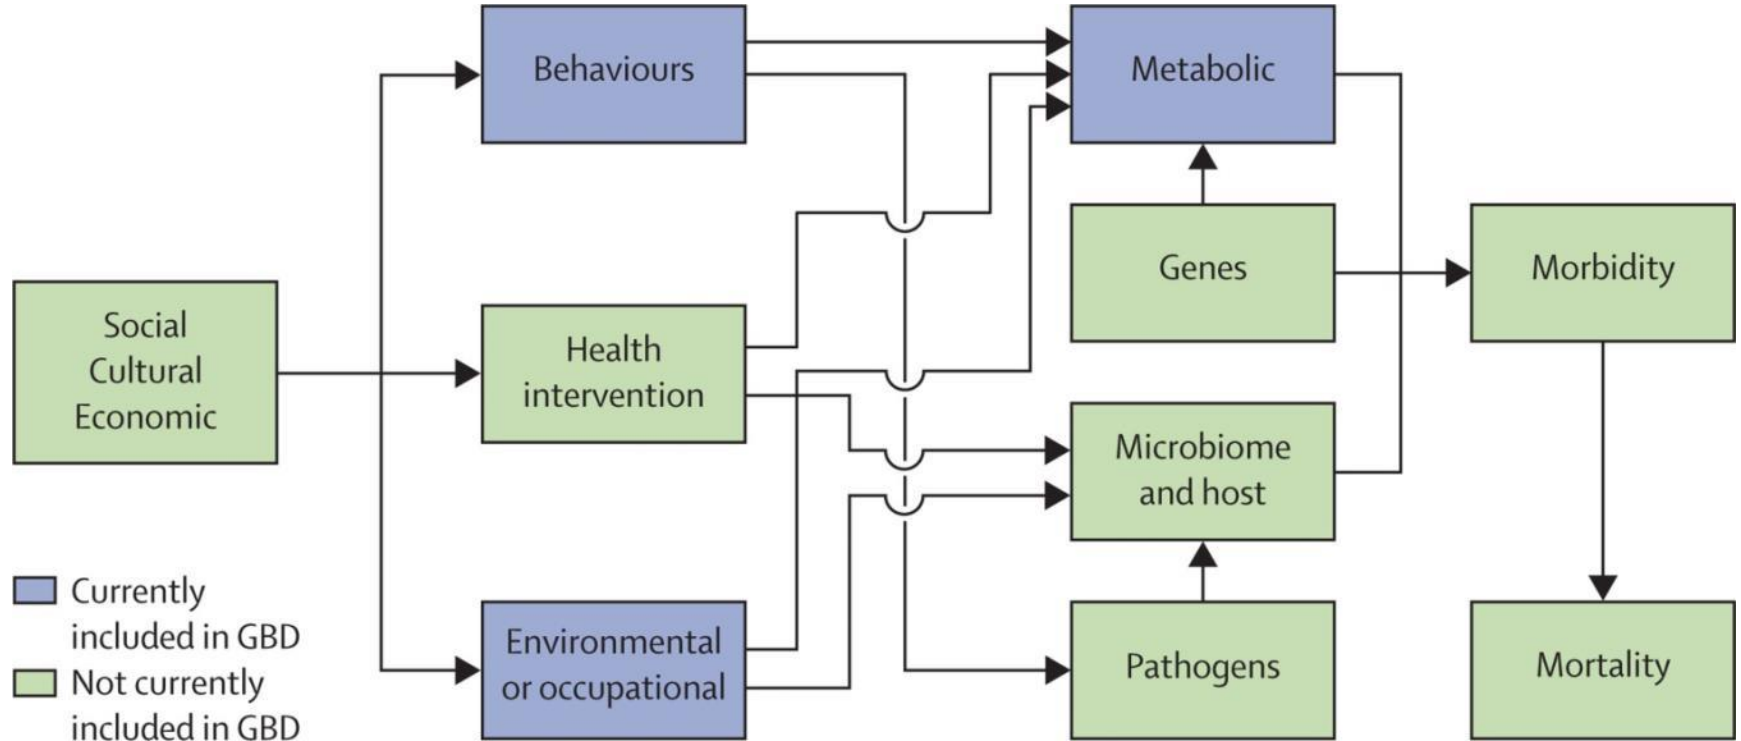 Behaviours
Metabolic
Genes
Morbidity
Social
Cultural
Economic
Health
intervention
Microbiome
and host
Currently
included in GBD
Not currently
included in GBD
Environmental
or occupational
Pathogens
Mortality